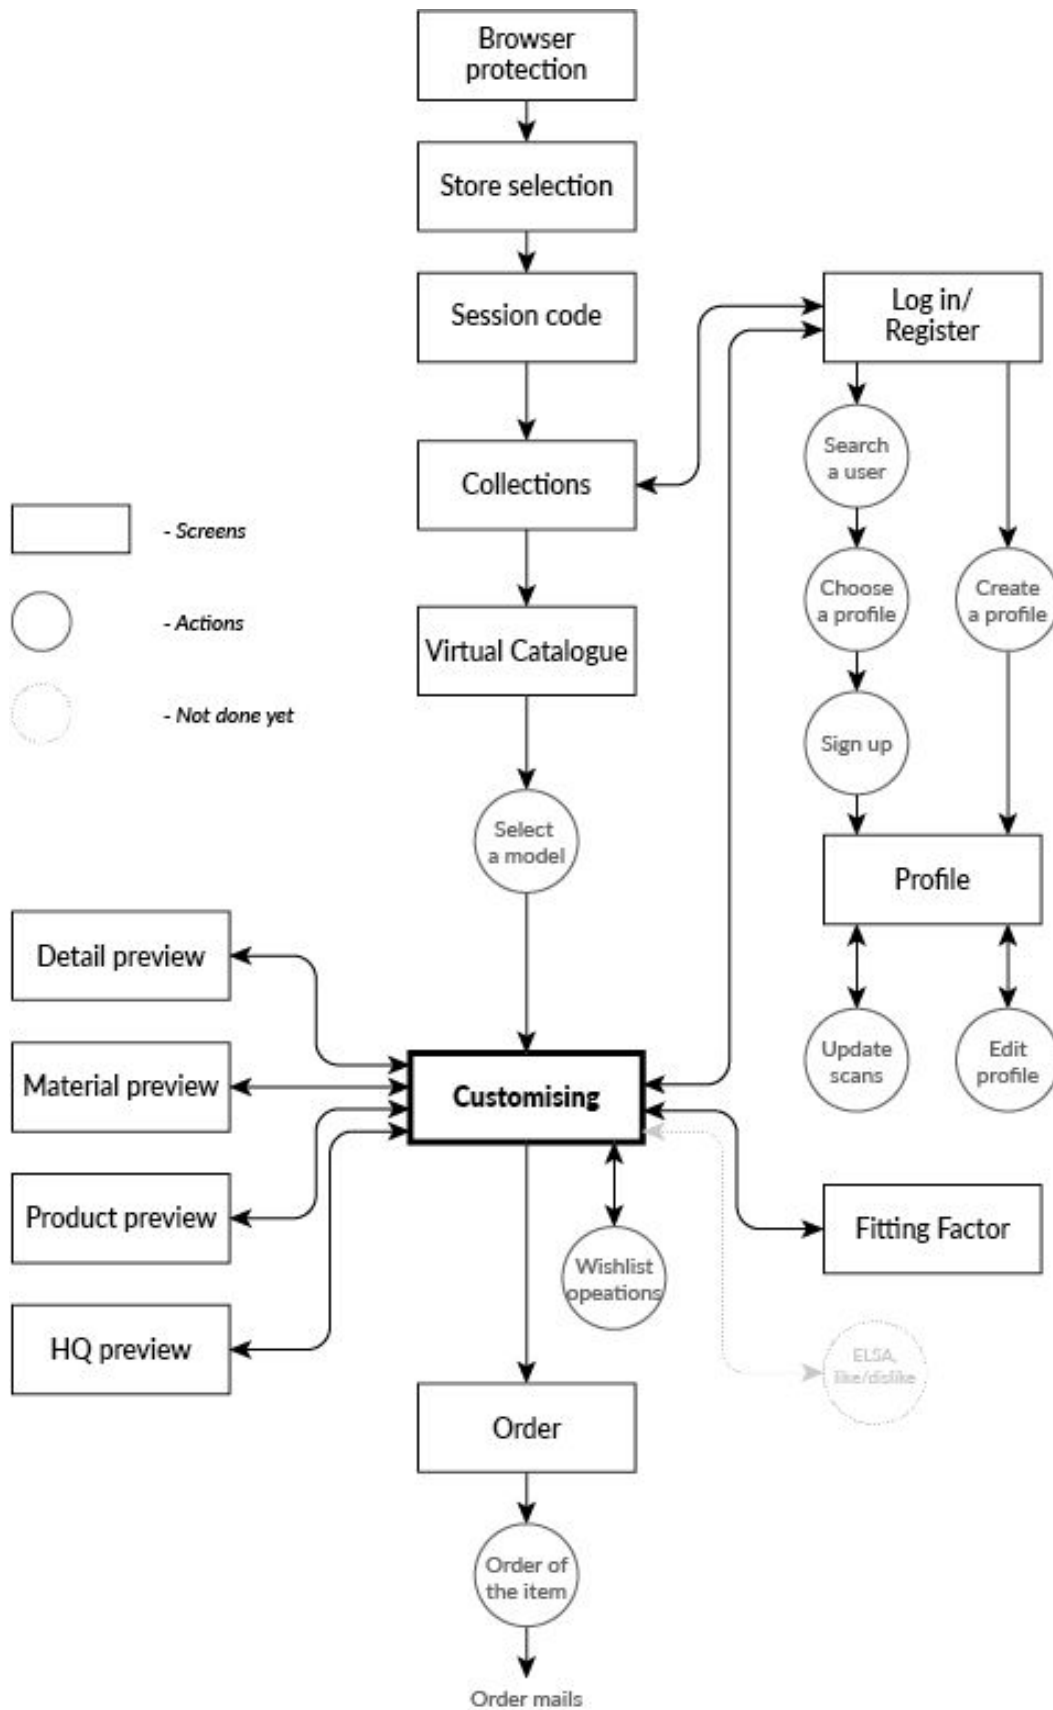 Browser
protection
Store selection
Session code
Log in/
Register
Search
a user
Collections
- Screens
Choose
a profile
Create
a profile
- Actions
Virtual Catalogue
- Not done yet
Sign up
Select
a model
Profile
Detail preview
Update
scans
Edit
profile
Material preview
Customising
Product preview
Fitting Factor
Wishlist
opeations
HQ preview
ELSA,
like/dislike
Order
Order of
the item
Order mails